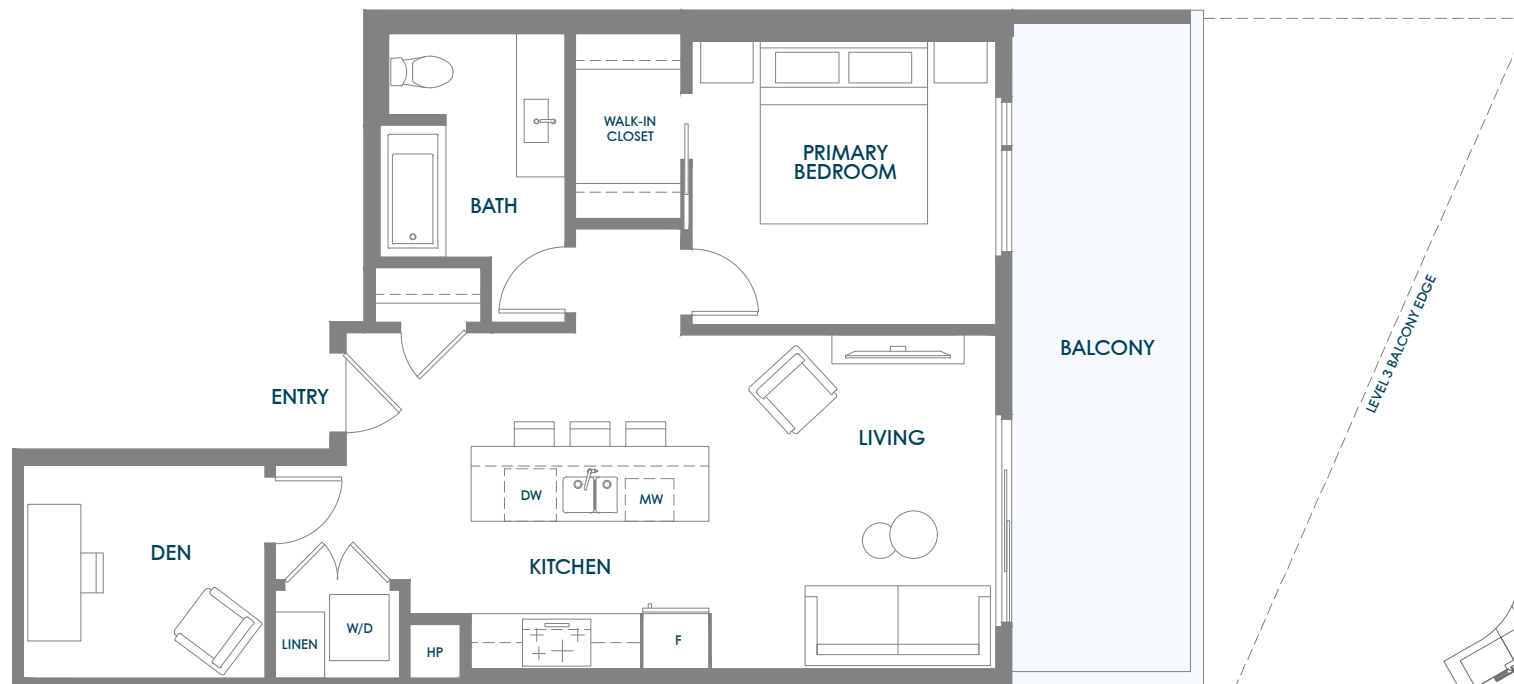 WALK-IN
CLOSET
PRIMARY
BEDROOM
BATH
BALCONY
LEVEL 3 BALCONY EDGE
ENTRY
LIVING
DW
MW
DEN
KITCHEN
LINEN
W/D
HP
F